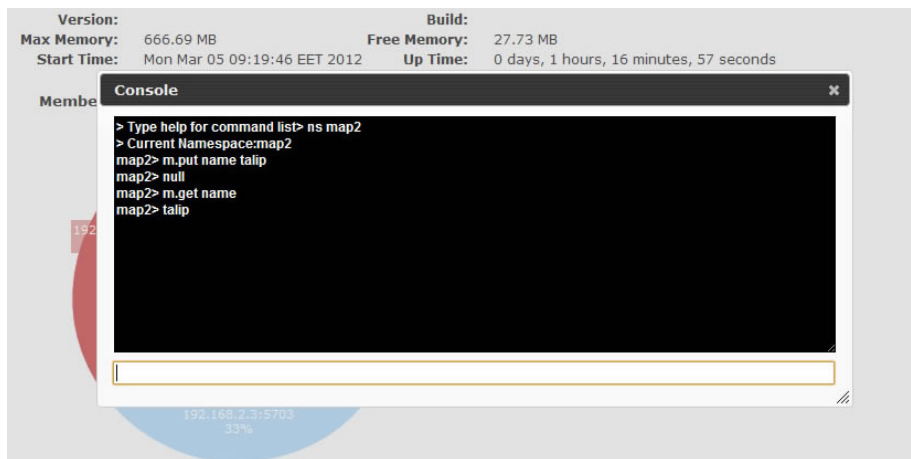 Version: Build:
Max Memory: 666.69 MB Free Memory: 27.73 MB
Start Time: Mon Mar 05 09:19:46 EET 2012 Up Time: 0 days, 1 hours, 16 minutes, 57 seconds
Membe
Console
> Type help for command list> ns map2
> Current Namespace:map2
map2> m.put name talip
map2> null
map2> m.get name
map2> talip
192
192.168.2.3:5703
33%